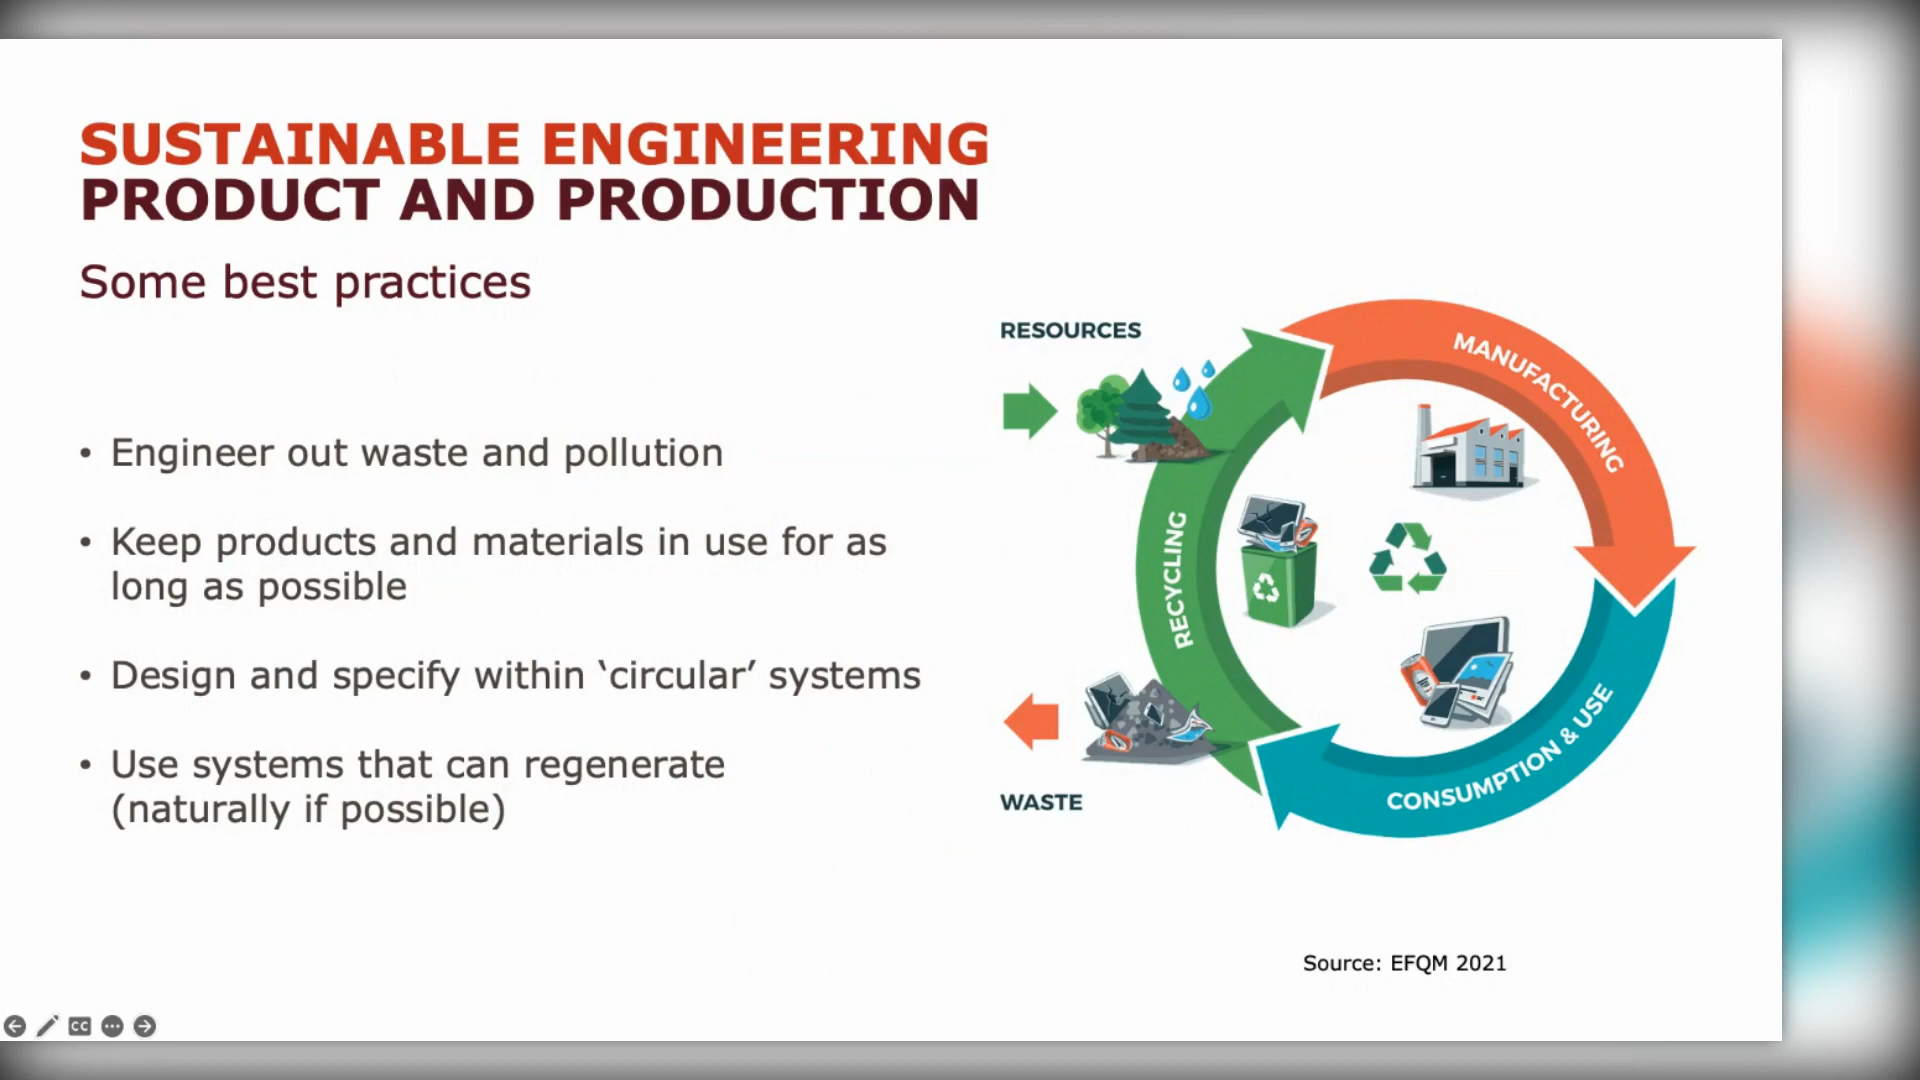 SUSTAINABLE ENGINEERING
PRODUCT AND PRODUCTION
Some best practices
• Engineer out waste and pollution
• Keep products and materials in use for as
long as possible
• Design and specify within ‘circular’ systems
• Use systems that can regenerate
(naturally if possible)
RESOURCES
MANUFACTURING
RECYCLING
CONSUMPTION & USE
WASTE
Source: EFQM 2021
CC